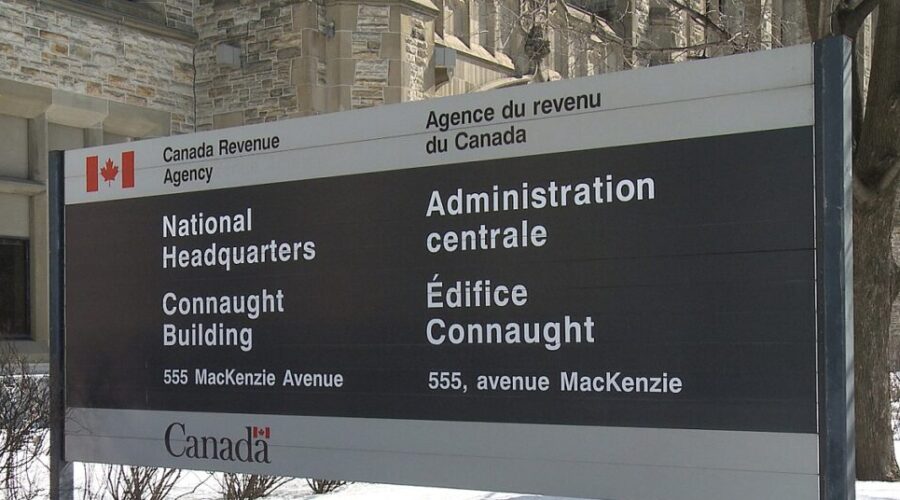 Canada Revenue
Agency
Agence du revenu
du Canada
National
Headquarters
Administration
centrale
Connaught
Building
Édifice
Connaught
555 MacKenzie Avenue
555, avenue MacKenzie
Canada